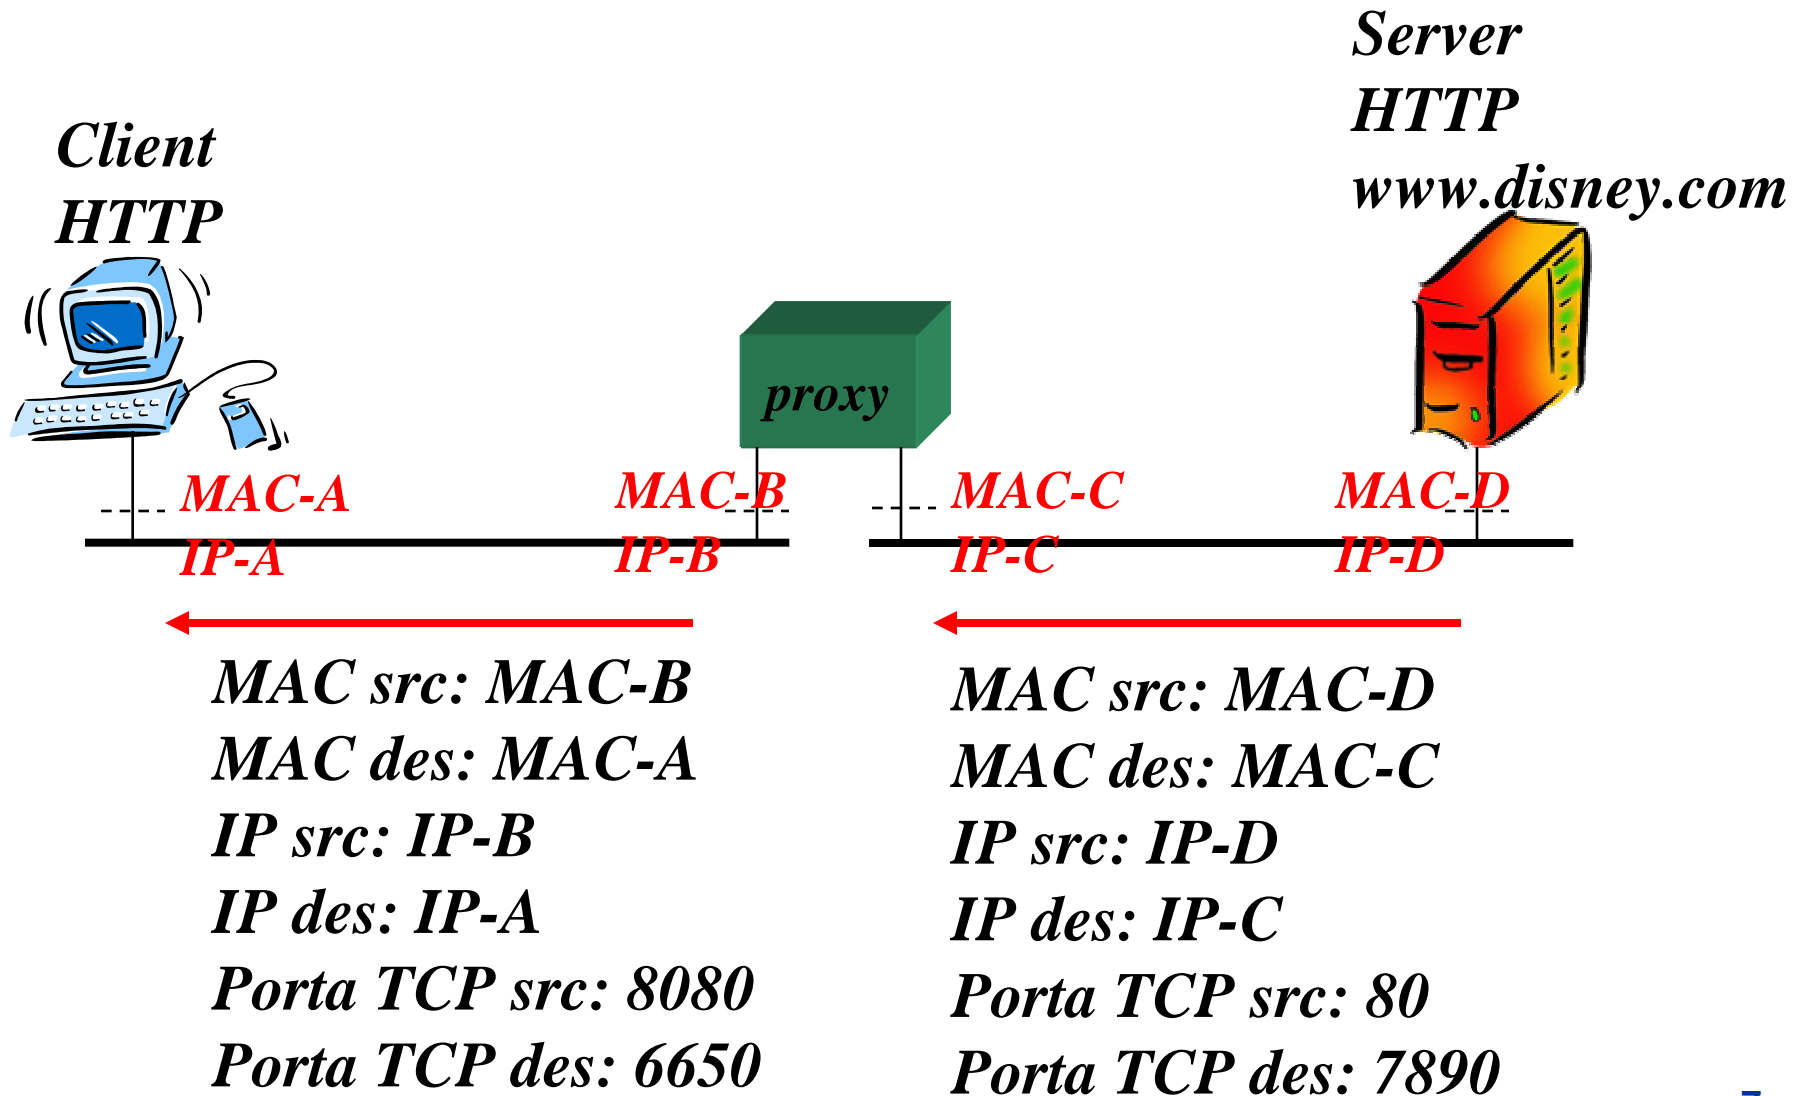 Server
HTTP
www.disney.com
Client
HTTP
proxy
MAC-A
IP-A
MAC-B
IP-B
MAC-C
IP-C
MAC-D
IP-D
MAC src: MAC-B
MAC des: MAC-A
IP src: IP-B
IP des: IP-A
Porta TCP src: 8080
Porta TCP des: 6650
MAC src: MAC-D
MAC des: MAC-C
IP src: IP-D
IP des: IP-C
Porta TCP src: 80
Porta TCP des: 7890